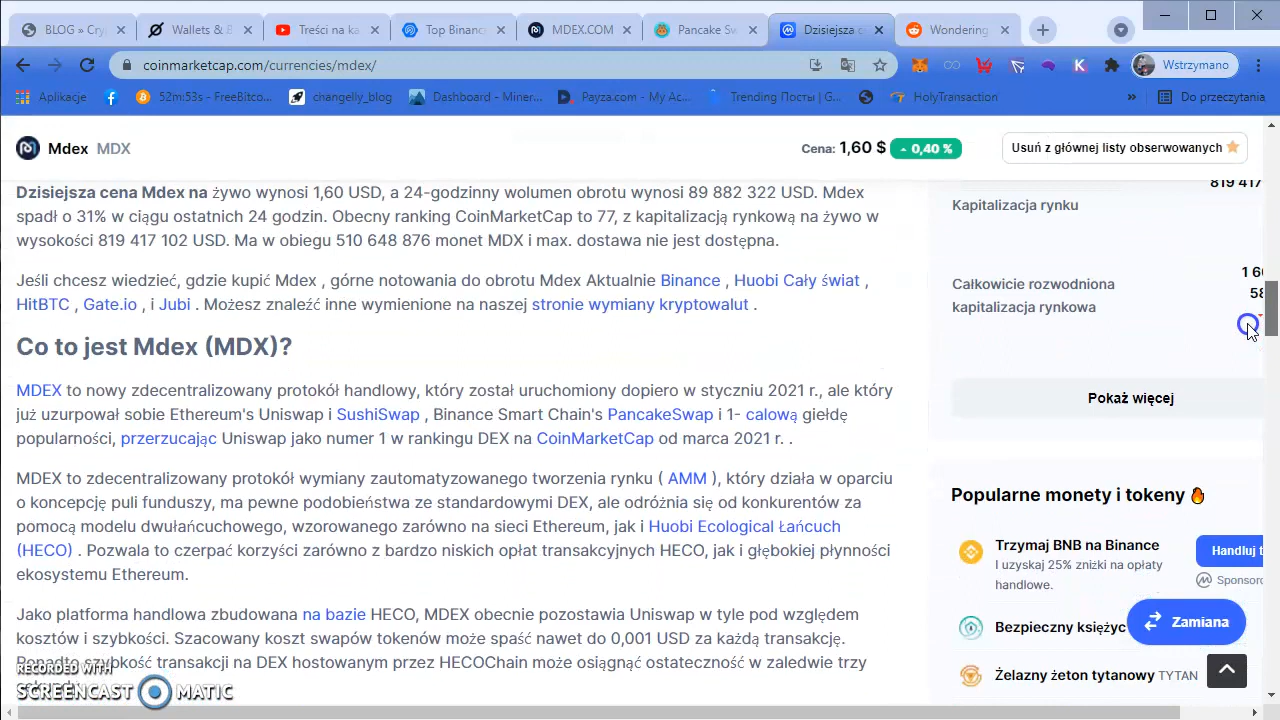 BLOG » Cry
Wallets & E
Treści na ka
Top Binanc
MDEX.COM
Pancake Sw
Dzisiejsza c
Wondering
coinmarketcap.com/currencies/mdex/
Wstrzymano
Aplikacje
52m:53s - FreeBitco...
changelly_blog
Dashboard - Miner...
Payza.com - My Ac...
Trending Посты | G...
HolyTransaction
»
Do przeczytania
Mdex MDX
Cena: 1,60 $ 0,40 %
Usuń z głównej listy obserwowanych
Dzisiejsza cena Mdex na żywo wynosi 1,60 USD, a 24-godzinny wolumen obrotu wynosi 89 882 322 USD. Mdex
spadł o 31% w ciągu ostatnich 24 godzin. Obecny ranking CoinMarketCap to 77, z kapitalizacją rynkową na żywo w
wysokości 819 417 102 USD. Ma w obiegu 510 648 876 monet MDX i max. dostawa nie jest dostępna.
Jeśli chcesz wiedzieć, gdzie kupić Mdex , górne notowania do obrotu Mdex Aktualnie Binance , Huobi Cały świat ,
HitBTC , Gate.io , i Jubi . Możesz znaleźć inne wymienione na naszej stronie wymiany kryptowalut .
Co to jest Mdex (MDX)?
MDEX to nowy zdecentralizowany protokół handlowy, który został uruchomiony dopiero w styczniu 2021 r., ale który
już uzurpował sobie Ethereum's Uniswap i SushiSwap , Binance Smart Chain's PancakeSwap i 1- calową giełdę
popularności, przerzucając Uniswap jako numer 1 w rankingu DEX na CoinMarketCap od marca 2021 r. .
MDEX to zdecentralizowany protokół wymiany zautomatyzowanego tworzenia rynku ( AMM ), który działa w oparciu
o koncepcję puli funduszy, ma pewne podobieństwa ze standardowymi DEX, ale odróżnia się od konkurentów za
pomocą modelu dwułańcuchowego, wzorowanego zarówno na sieci Ethereum, jak i Huobi Ecological Łańcuch
(HECO) . Pozwala to czerpać korzyści zarówno z bardzo niskich opłat transakcyjnych HECO, jak i głębokiej płynności
ekosystemu Ethereum.
Jako platforma handlowa zbudowana na bazie HECO, MDEX obecnie pozostawia Uniswap w tyle pod względem
kosztów i szybkości. Szacowany koszt swapów tokenów może spaść nawet do 0,001 USD za każdą transakcję.
transakcji na DEX hostowanym przez HECOChain może osiągnąć ostateczność w zaledwie trzy
RECORDED WITH
SCREENCAST MATIC
819 417
Kapitalizacja rynku
1 6
Całkowicie rozwodniona
58
kapitalizacja rynkowa
Pokaż więcej
Popularne monety i tokeny
Trzymaj BNB na Binance
I uzyskaj 25% zniżki na opłaty
handlowe.
Handluj t
Sponsor
Bezpieczny księżyc
Zamiana
Żelazny żeton tytanowy TYTAN